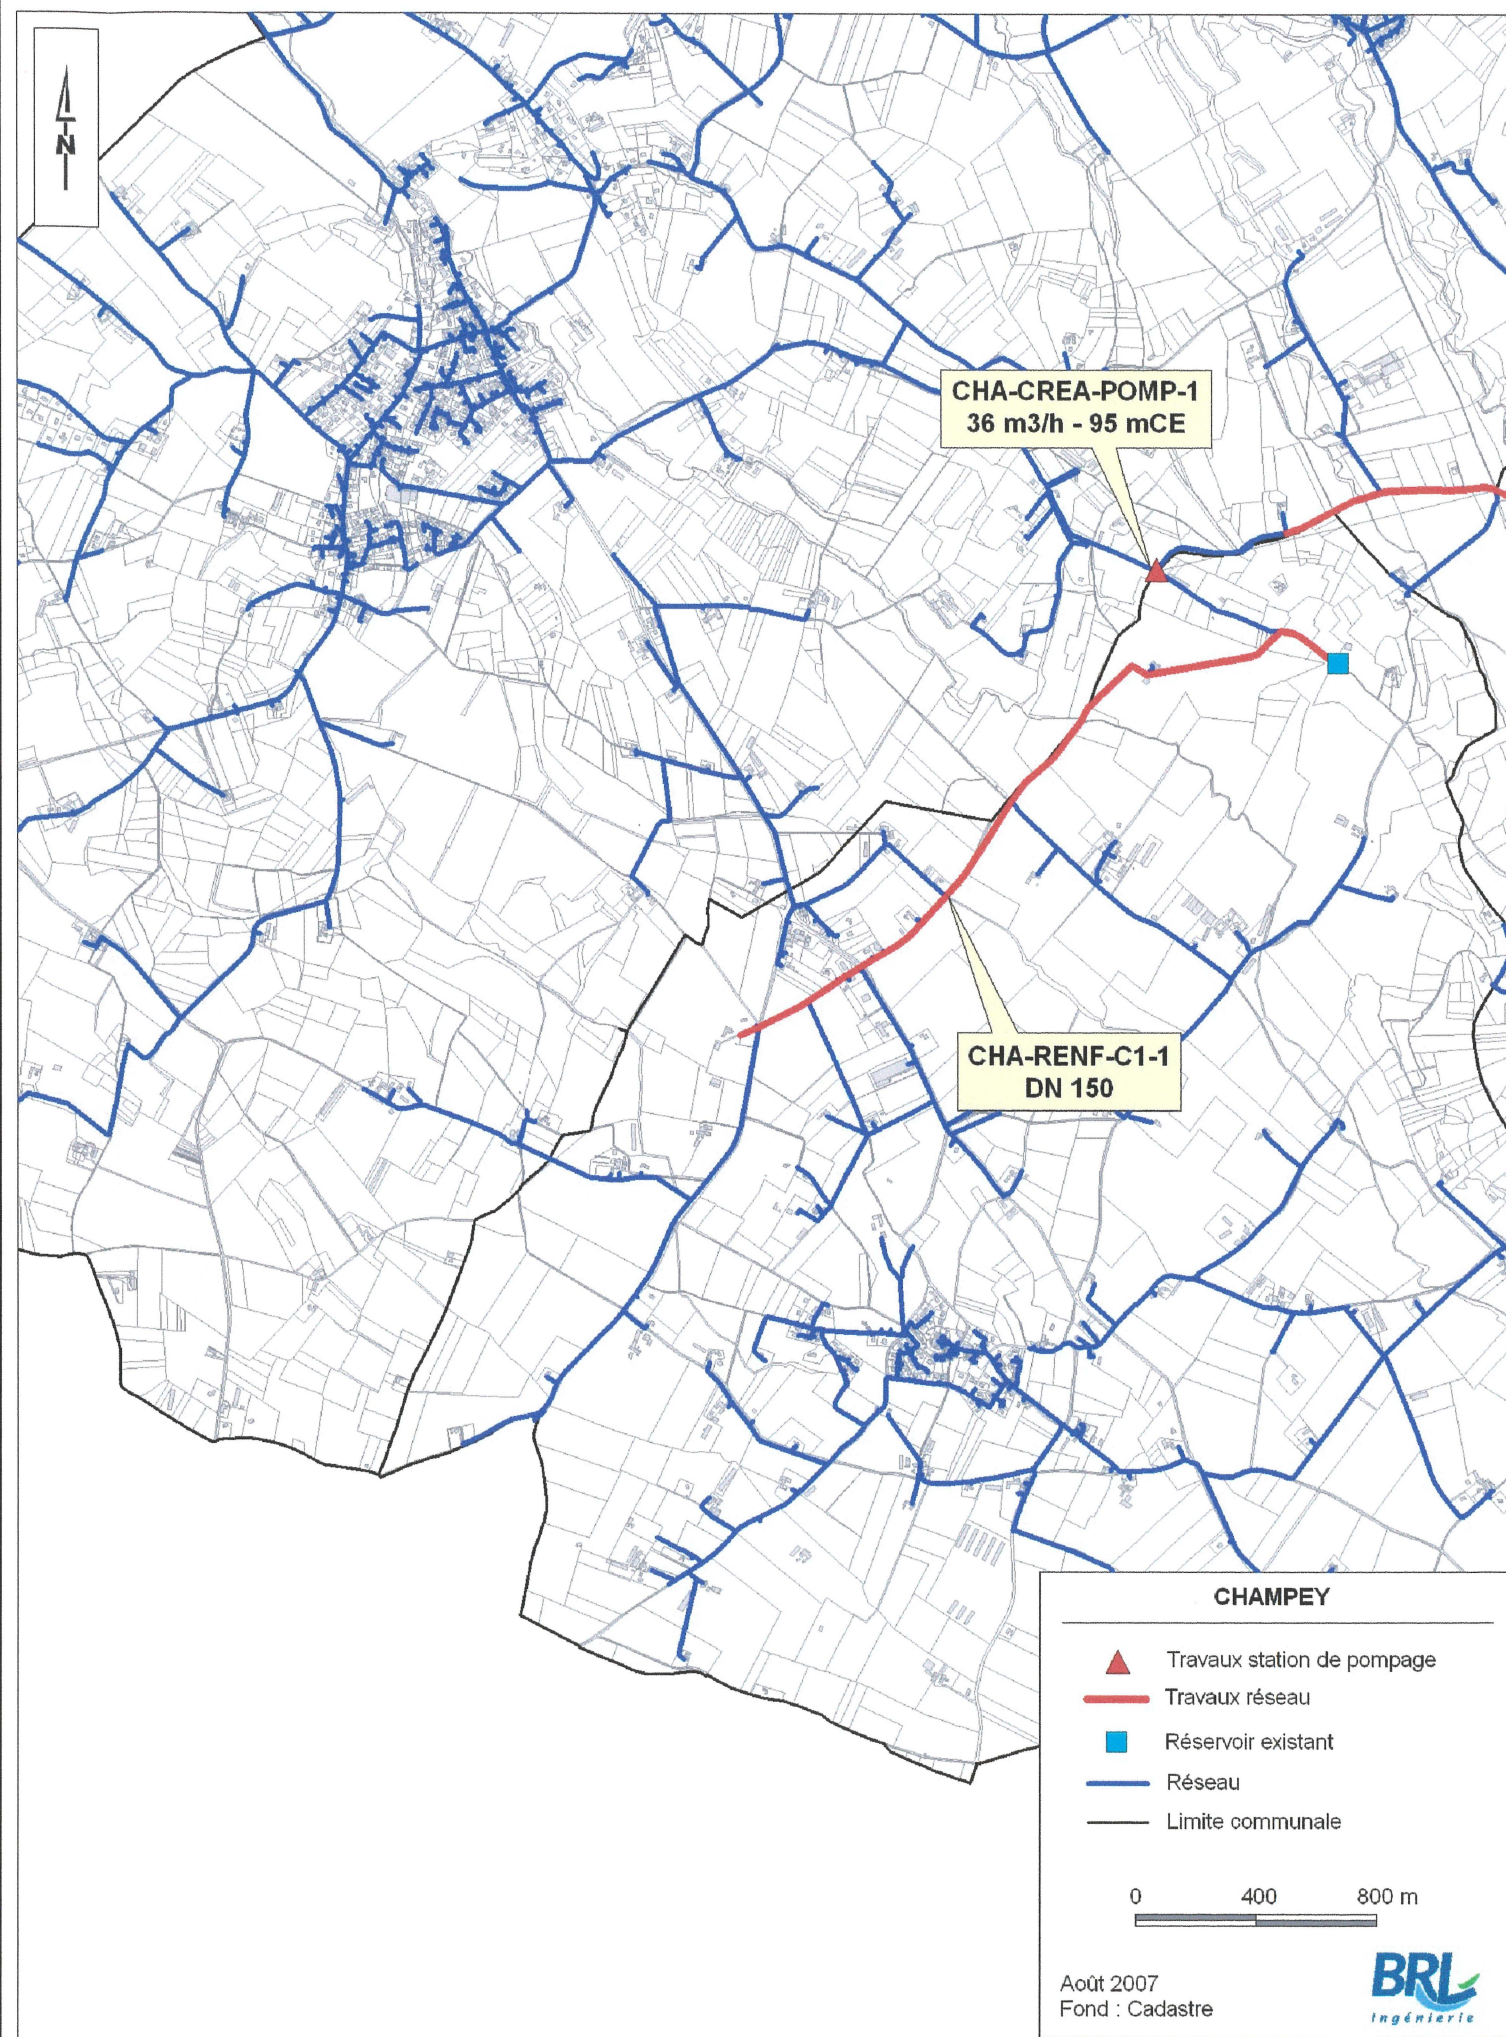 N
CHA-CREA-POMP-1
36 m3/h - 95 mCE
CHA-RENF-C1-1
DN 150
CHAMPEY
Travaux station de pompage
Travaux réseau
Réservoir existant
Réseau
Limite communale
0 400 800 m
Août 2007
Fond : Cadastre
BRL
Ingénierie